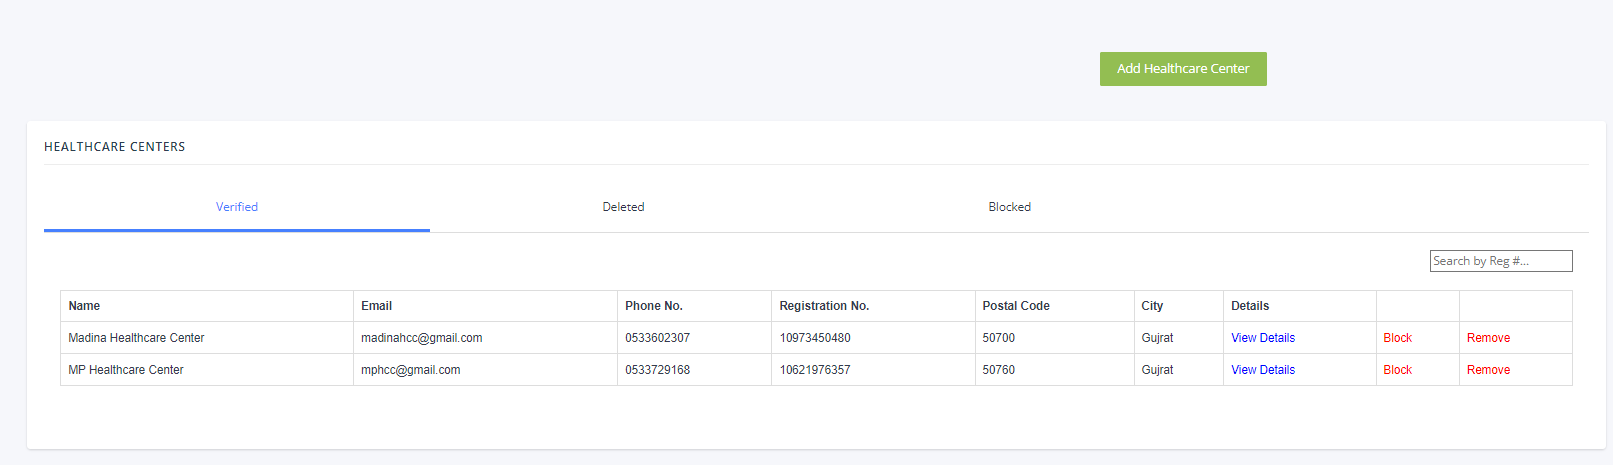 Add Healthcare Center
HEALTHCARE CENTERS
Verified Deleted Blocked
Search by Reg #...
Name Email Phone No. Registration No. Postal Code City Details
Madina Healthcare Center madinahcc@gmail.com 0533602307 10973450480 50700 Gujrat View Details Block Remove
MP Healthcare Center mphcc@gmail.com 0533729168 10621976357 50760 Gujrat View Details Block Remove